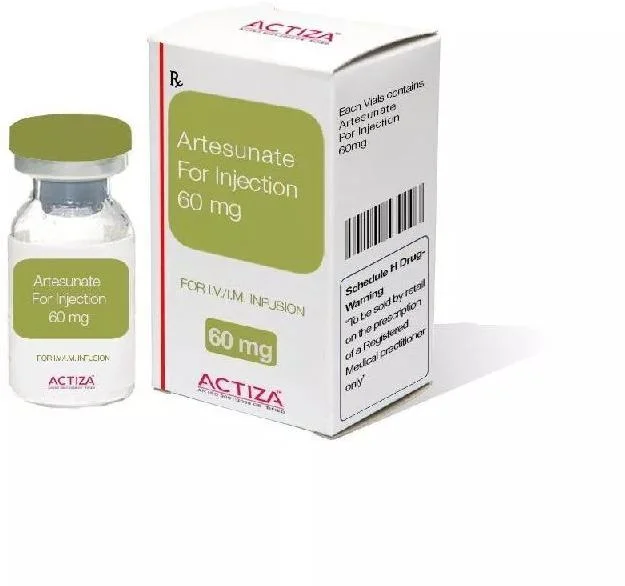 ACTIZA
Rx
Artesunate
For Injection
60 mg
FOR I.V./I.M. INFUSION
60 mg
ACTIZA
Each Vials contains
Artesunate
For Injection
60mg
Schedule H Drug-
Warning
"To be sold by retail
on the prescription
of a Registered
Medical practitioner
only"
Artesunate
For Injection
60 mg
FOR I.V./I.M. INFUSION
ACTIZA